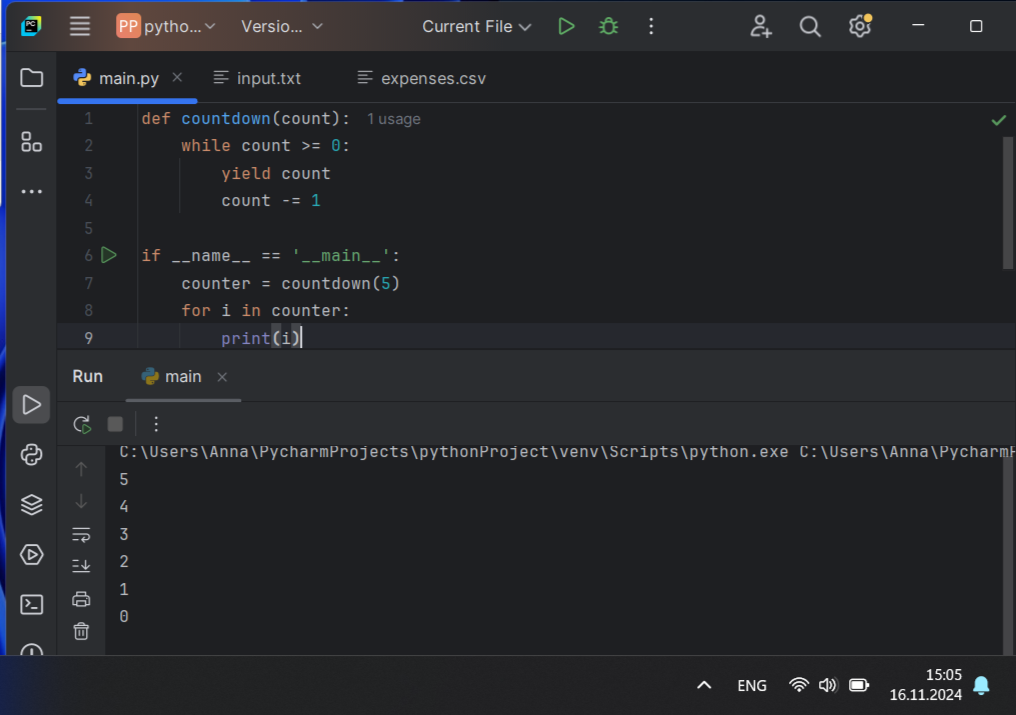 PC
PP pytho... Versio... Current File
main.py input.txt expenses.csv
1 def countdown(count): 1 usage
2 while count >= 0:
3 yield count
4 count -= 1
5
6 if __name__ == '__main__':
7 counter = countdown(5)
8 for i in counter:
9 print(i)
Run main
C:\Users\Anna\PycharmProjects\pythonProject\venv\Scripts\python.exe C:\Users\Anna\PycharmP
5
4
3
2
1
0
ENG
15:05
16.11.2024